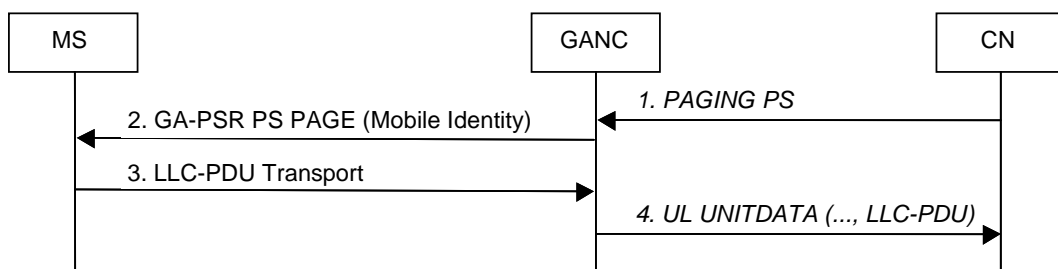 MS
GANC
CN
1. PAGING PS
2. GA-PSR PS PAGE (Mobile Identity)
3. LLC-PDU Transport
4. UL UNITDATA (..., LLC-PDU)